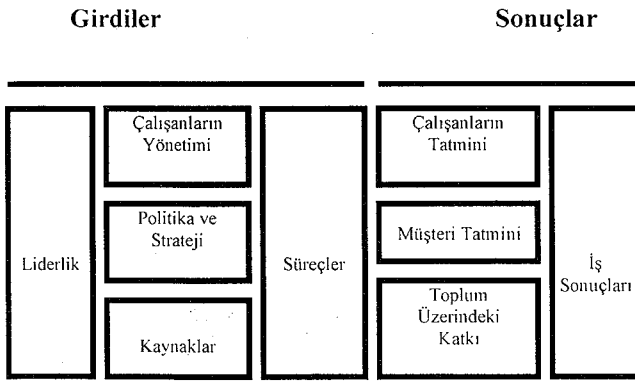 Girdiler
Sonuçlar
Liderlik
Çalışanların
Yönetimi
Politika ve
Strateji
Kaynaklar
Süreçler
Çalışanların
Tatmini
Müşteri Tatmini
Toplum
Üzerindeki
Katkı
İş
Sonuçları